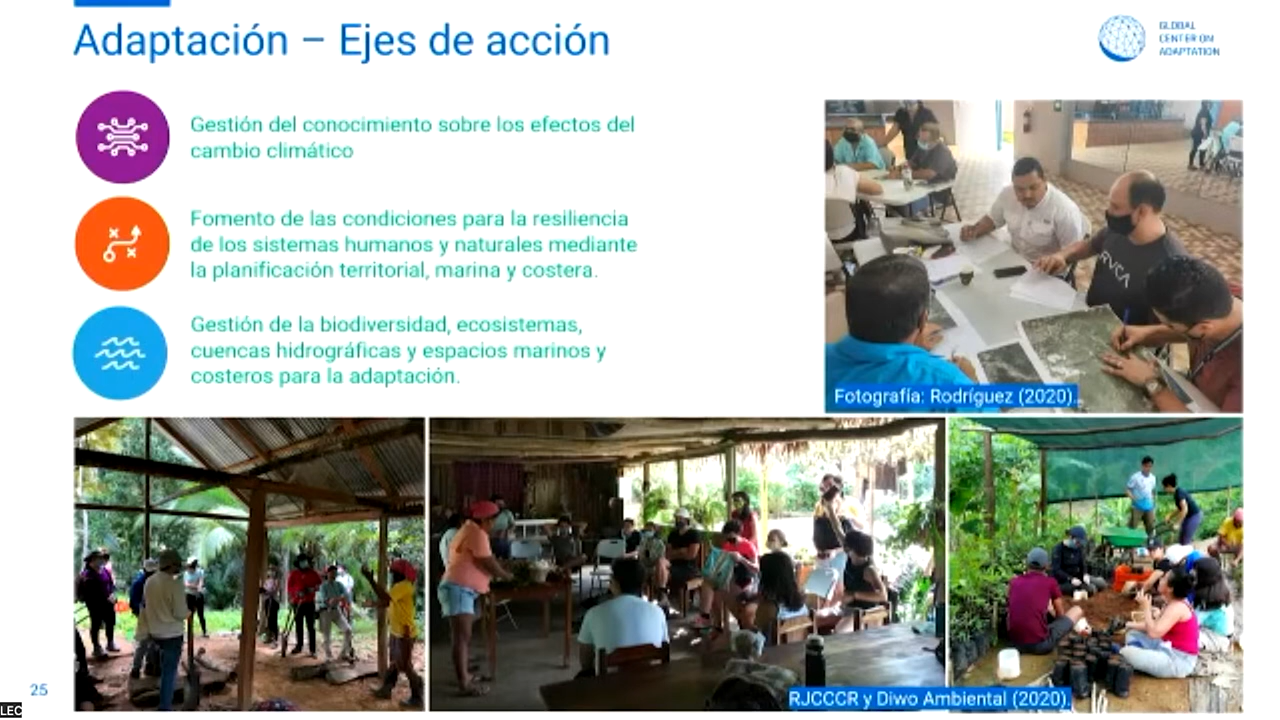 Adaptación – Ejes de acción
GLOBAL
CENTER ON
ADAPTATION
Gestión del conocimiento sobre los efectos del
cambio climático
Fomento de las condiciones para la resiliencia
de los sistemas humanos y naturales mediante
la planificación territorial, marina y costera.
Gestión de la biodiversidad, ecosistemas,
cuencas hidrográficas y espacios marinos y
costeros para la adaptación.
RVCA
Fotografía: Rodríguez (2020).
RJCCCR y Diwo Ambiental (2020).
25
LEC